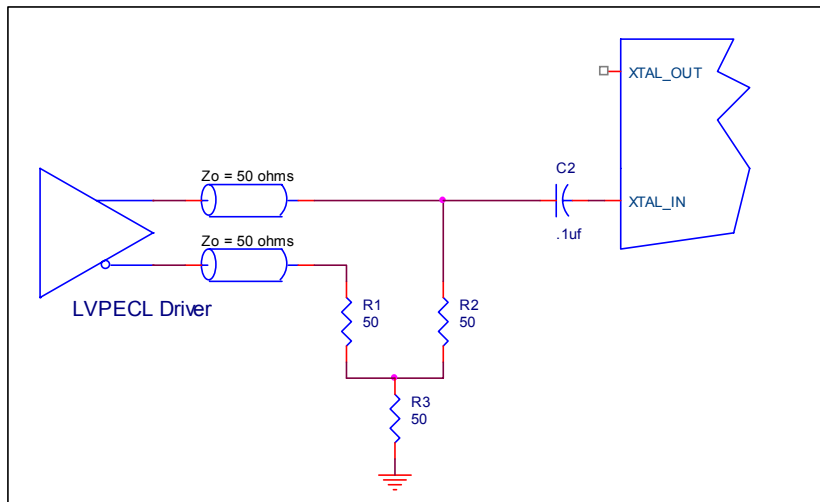 XTAL_OUT
Zo = 50 ohms
C2
XTAL_IN
.1uf
Zo = 50 ohms
LVPECL Driver
R1
50
R2
50
R3
50